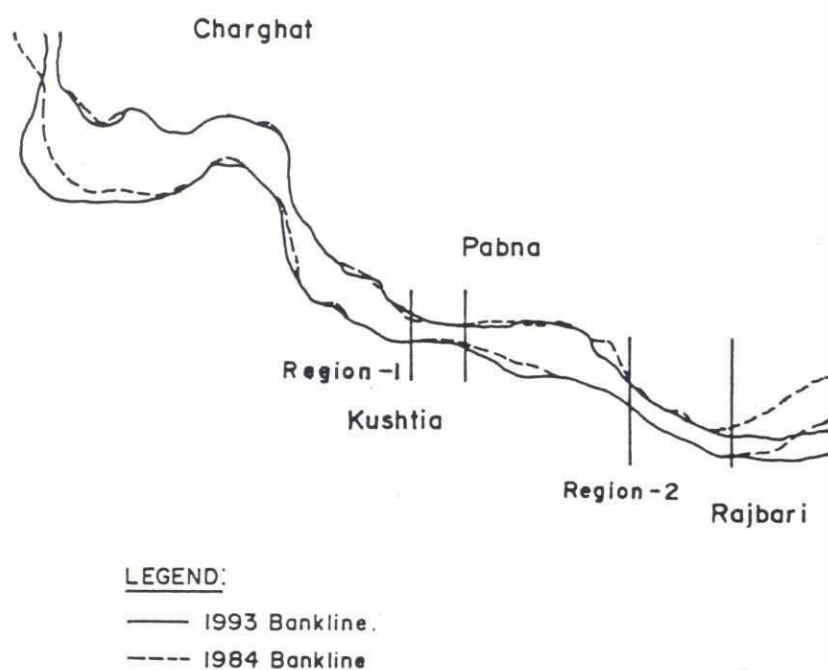 Charghat
Pabna
Region-1
Kushtia
Region-2
Rajbari
LEGEND:
1993 Bankline.
1984 Bankline